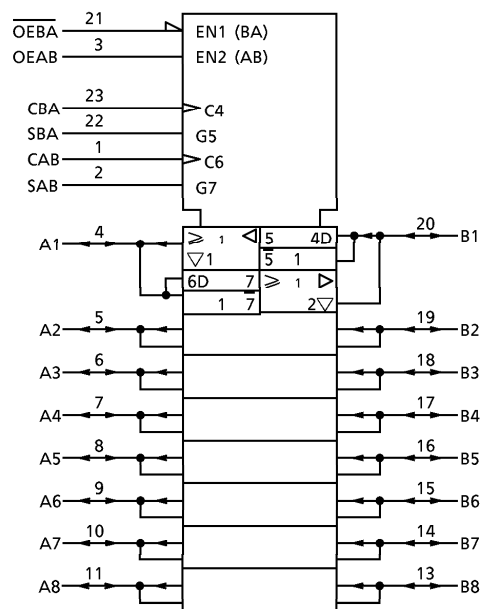 OEBA 21 EN1 (BA)
OEAB 3 EN2 (AB)
CBA 23 C4
SBA 22 G5
CAB 1 C6
SAB 2 G7
A1 4 ⩾ 1 ◁ 5 4D 20 B1
▽1 5 1
6D 7 ⩾ 1 ▷
1 7 2▽
A2 5 19 B2
A3 6 18 B3
A4 7 17 B4
A5 8 16 B5
A6 9 15 B6
A7 10 14 B7
A8 11 13 B8